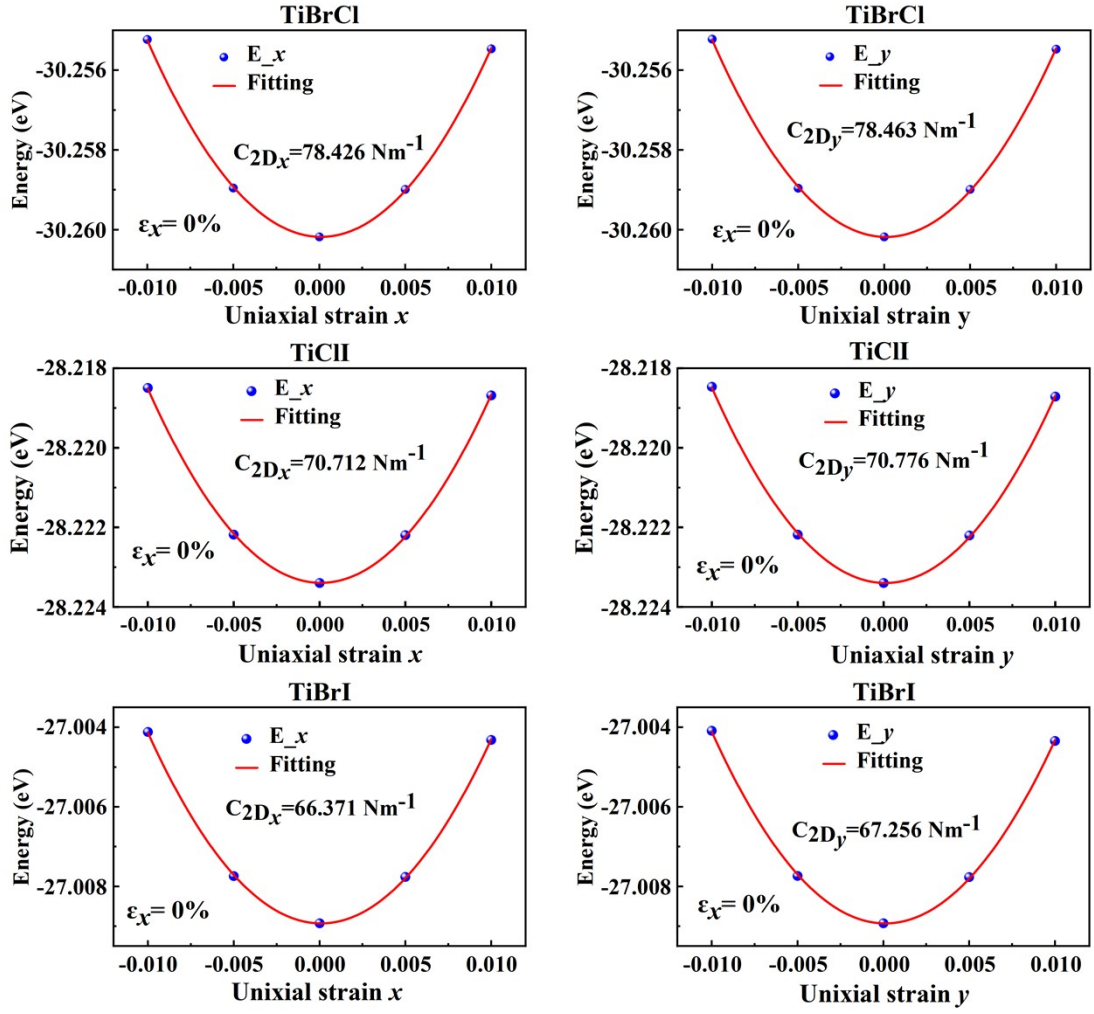 TiBrCl
E_x
Fitting
C2Dx=78.426 Nm-1
εx= 0%
-30.256
-30.258
-30.260
Energy (eV)
-0.010 -0.005 0.000 0.005 0.010
Uniaxial strain x
TiBrCl
E_y
Fitting
C2Dy=78.463 Nm-1
εx= 0%
-30.256
-30.258
-30.260
Energy (eV)
-0.010 -0.005 0.000 0.005 0.010
Uniaxial strain y
TiClI
E_x
Fitting
C2Dx=70.712 Nm-1
εx= 0%
-28.218
-28.220
-28.222
-28.224
Energy (eV)
-0.010 -0.005 0.000 0.005 0.010
Uniaxial strain x
TiClI
E_y
Fitting
C2Dy=70.776 Nm-1
εx= 0%
-28.218
-28.220
-28.222
-28.224
Energy (eV)
-0.010 -0.005 0.000 0.005 0.010
Uniaxial strain y
TiBrI
E_x
Fitting
C2Dx=66.371 Nm-1
εx= 0%
-27.004
-27.006
-27.008
Energy (eV)
-0.010 -0.005 0.000 0.005 0.010
Unixial strain x
TiBrI
E_y
Fitting
C2Dy=67.256 Nm-1
εx= 0%
-27.004
-27.006
-27.008
Energy (eV)
-0.010 -0.005 0.000 0.005 0.010
Unixial strain y